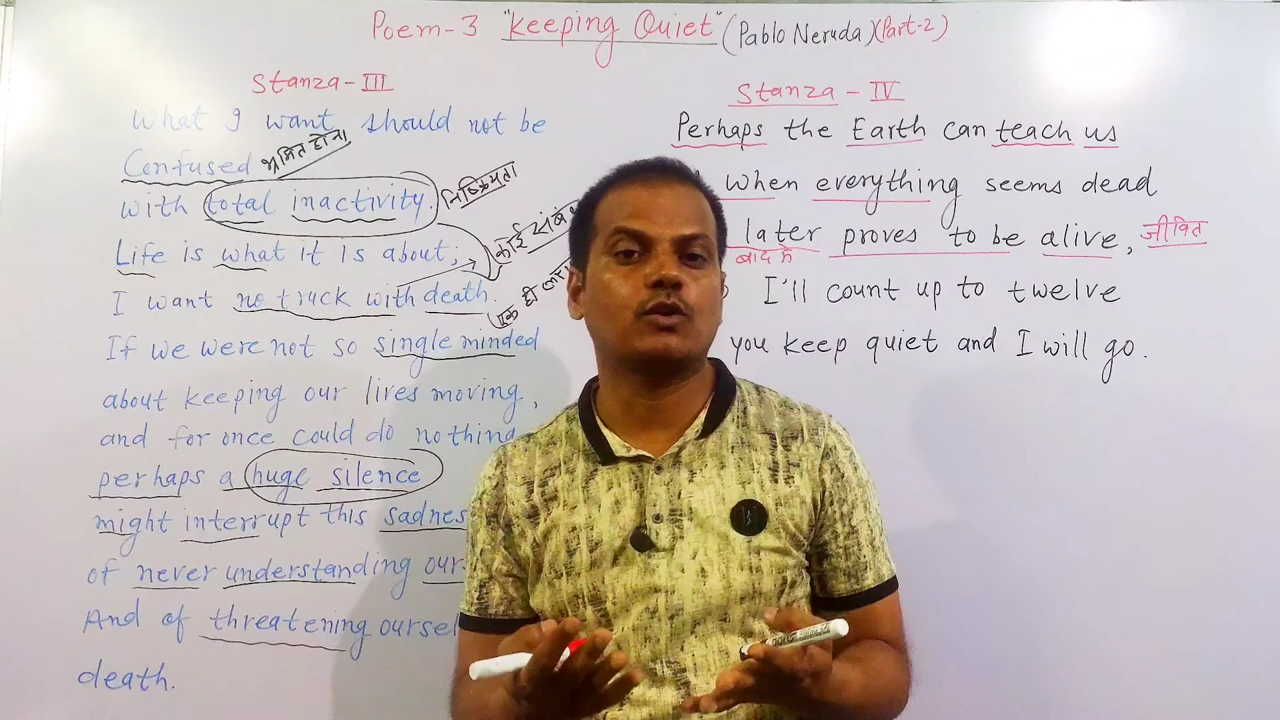 Poem-3 "Keeping Quiet" (Pablo Neruda)(Part-2)
Stanza-III
What I want should not be
Confused भ्रमित होना
with total inactivity. निष्क्रियता
Life is what it is about;
कोई संबं
I want no truck with death.
एक ही
If we were not so single minded
about keeping our lives moving,
and for once could do nothing
perhaps a huge silence
might interrupt this sadnes
of never understanding our
And of threatening oursel
death.
Stanza-IV
Perhaps the Earth can teach us
when everything seems dead
later proves to be alive, जीवित
बाद में
I'll count up to twelve
you keep quiet and I will go.